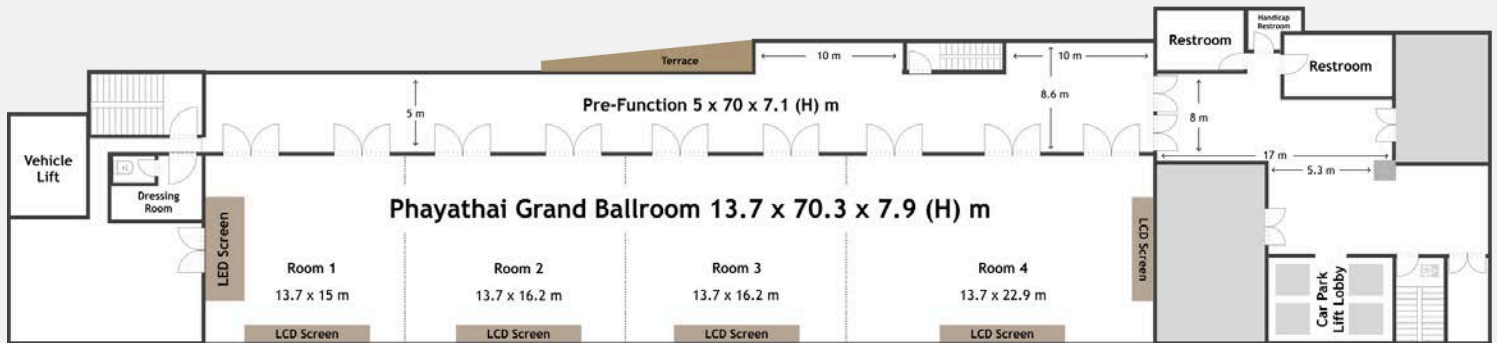 Handicap
Restroom
Restroom
Restroom
Terrace
10 m
10 m
Pre-Function 5 x 70 x 7.1 (H) m
5 m
8.6 m
8 m
17 m
5.3 m
Vehicle
Lift
Dressing
Room
Phayathai Grand Ballroom 13.7 x 70.3 x 7.9 (H) m
LED Screen
LCD Screen
Room 1
13.7 x 15 m
Room 2
13.7 x 16.2 m
Room 3
13.7 x 16.2 m
Room 4
13.7 x 22.9 m
LCD Screen
LCD Screen
LCD Screen
LCD Screen
Car Park
Lift Lobby